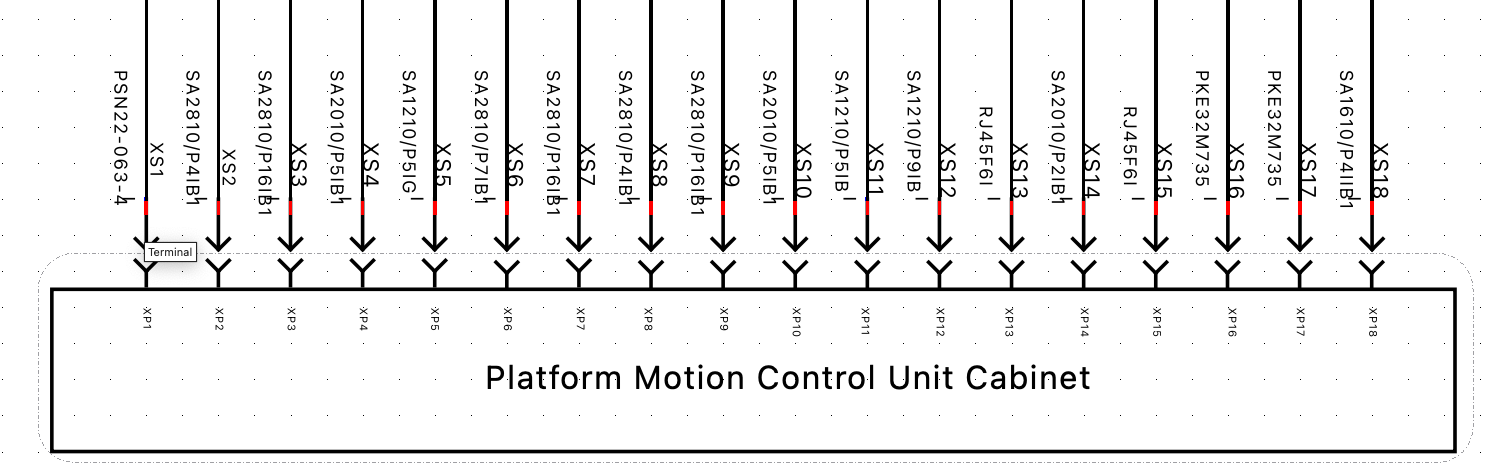 PSN22-063-4
XS1
SA2810/P4IB1
XS2
SA2810/P16IB1
XS3
SA2010/P5IB1
XS4
SA1210/P5IG
XS5
SA2810/P7IB1
XS6
SA2810/P16IB1
XS7
SA2810/P4IB1
XS8
SA2810/P16IB1
XS9
SA2010/P5IB1
XS10
SA1210/P5IB
XS11
SA1210/P9IB
XS12
RJ45F6I
XS13
SA2010/P2IB1
XS14
RJ45F6I
XS15
PKE32M735
XS16
PKE32M735
XS17
SA1610/P4IIB1
XS18
Terminal
XP1
XP2
XP3
XP4
XP5
XP6
XP7
XP8
XP9
XP10
XP11
XP12
XP13
XP14
XP15
XP16
XP17
XP18
Platform Motion Control Unit Cabinet